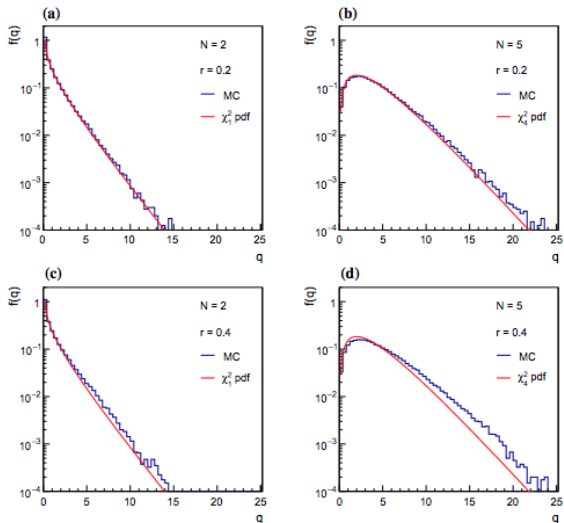 (a)
f(q)
1
10⁻¹
10⁻²
10⁻³
10⁻⁴
N = 2
r = 0.2
MC
χ²₁ pdf
0 5 10 15 20 25
q
(b)
f(q)
1
10⁻¹
10⁻²
10⁻³
10⁻⁴
N = 5
r = 0.2
MC
χ²₄ pdf
0 5 10 15 20 25
q
(c)
f(q)
1
10⁻¹
10⁻²
10⁻³
10⁻⁴
N = 2
r = 0.4
MC
χ²₁ pdf
0 5 10 15 20 25
q
(d)
f(q)
1
10⁻¹
10⁻²
10⁻³
10⁻⁴
N = 5
r = 0.4
MC
χ²₄ pdf
0 5 10 15 20 25
q